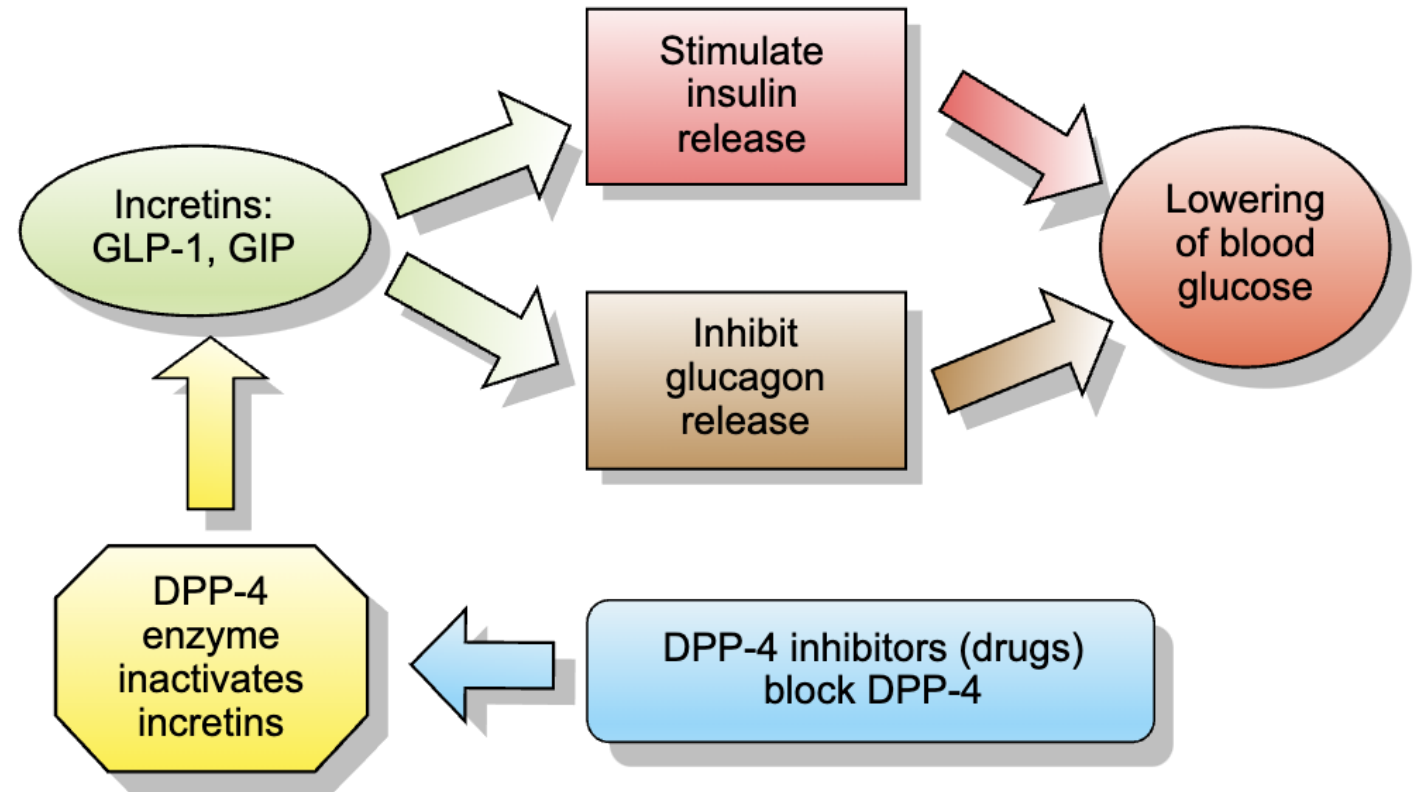 Stimulate
insulin
release
Incretins:
GLP-1, GIP
Lowering
of blood
glucose
Inhibit
glucagon
release
DPP-4
enzyme
inactivates
incretins
DPP-4 inhibitors (drugs)
block DPP-4